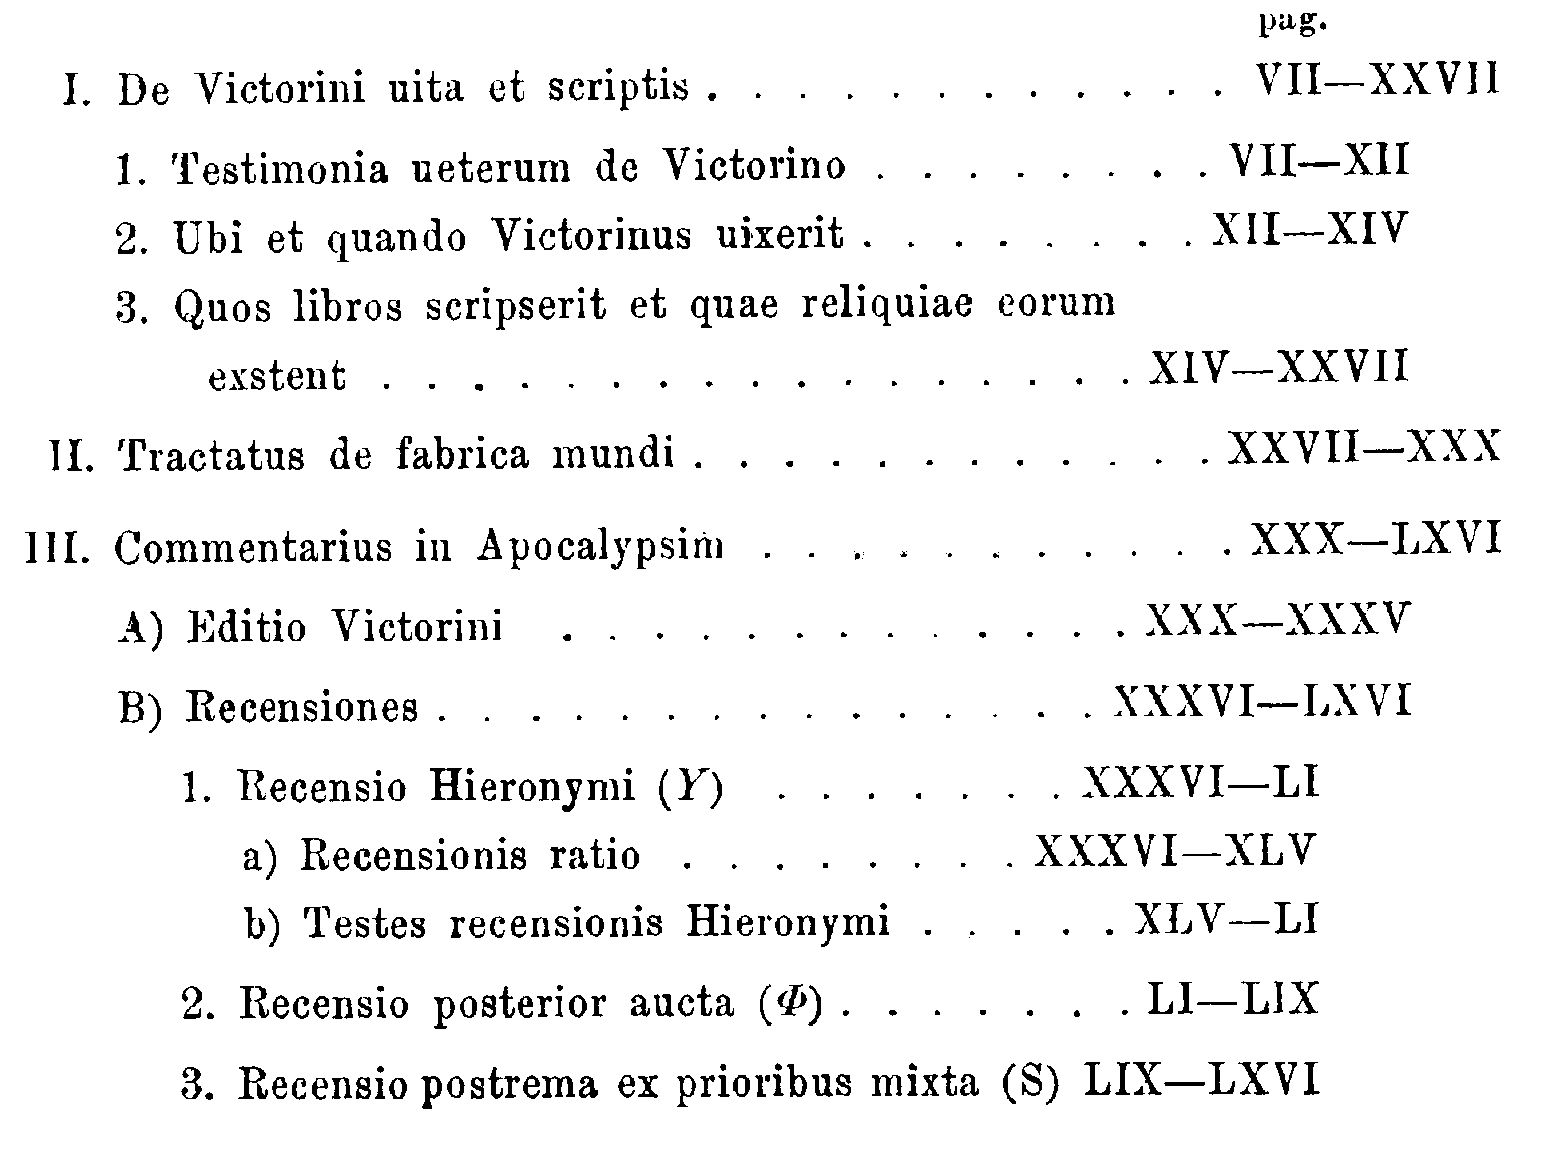 pag.
I. De Victorini uita et scriptis . . . . . . . . . . . . VII—XXVII
1. Testimonia ueterum de Victorino . . . . . . . . VII—XII
2. Ubi et quando Victorinus uixerit . . . . . . . . XII—XIV
3. Quos libros scripserit et quae reliquiae eorum
exstent . . . . . . . . . . . . . . . . . XIV—XXVII
II. Tractatus de fabrica mundi . . . . . . . . . . . . XXVII—XXX
III. Commentarius in Apocalypsim . . . . . . . . . . . XXX—LXVI
A) Editio Victorini . . . . . . . . . . . . . XXX—XXXV
B) Recensiones . . . . . . . . . . . . . . . XXXVI—LXVI
1. Recensio Hieronymi (Y) . . . . . . . XXXVI—LI
a) Recensionis ratio . . . . . . . . XXXVI—XLV
b) Testes recensionis Hieronymi . . . . . XLV—LI
2. Recensio posterior aucta (Φ) . . . . . . . LI—LIX
3. Recensio postrema ex prioribus mixta (S) LIX—LXVI